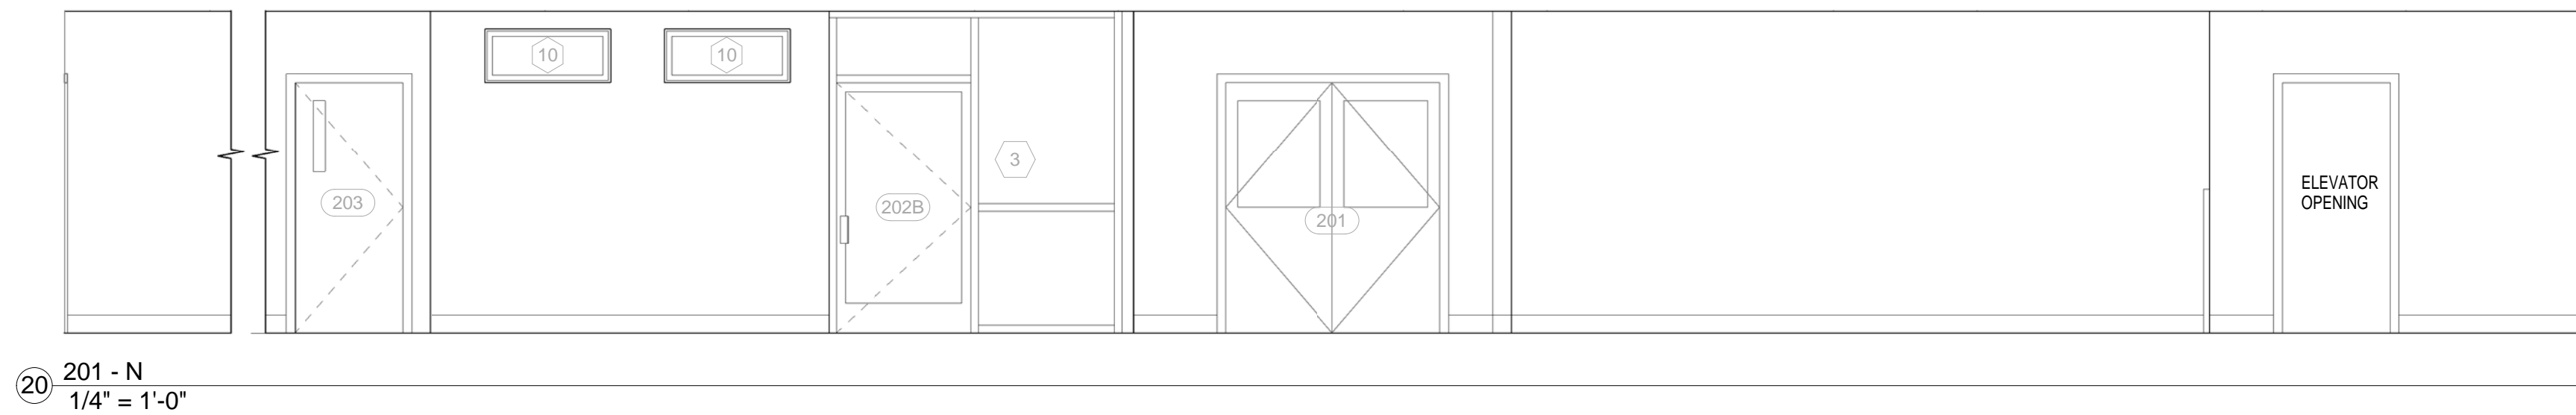 10
10
3
203
202B
201
ELEVATOR
OPENING
20
201 - N
1/4" = 1'-0"